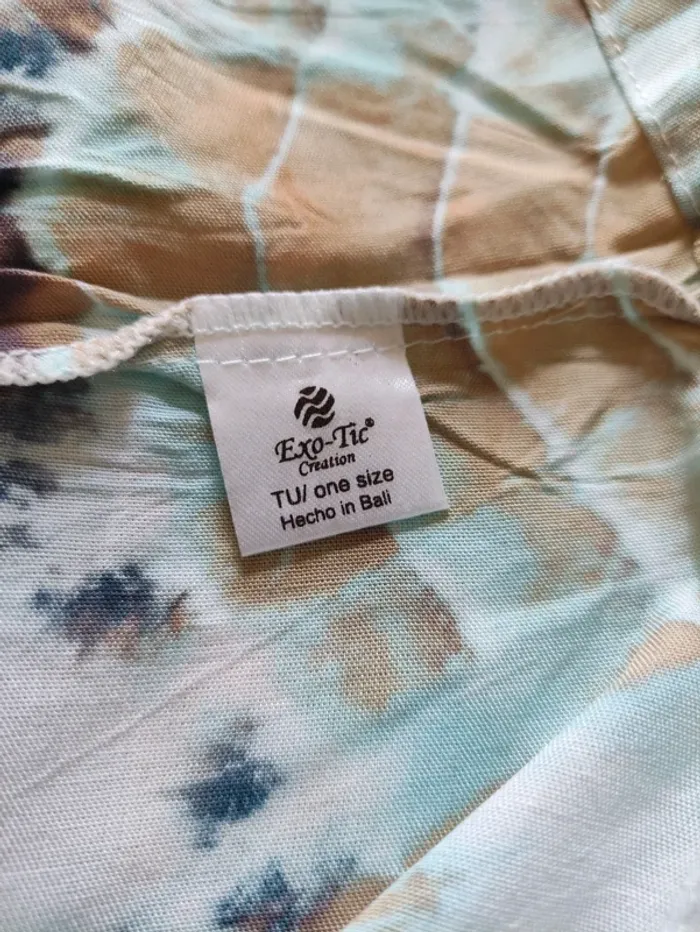 Exo-Tic®
Creation
TU/ one size
Hecho in Bali